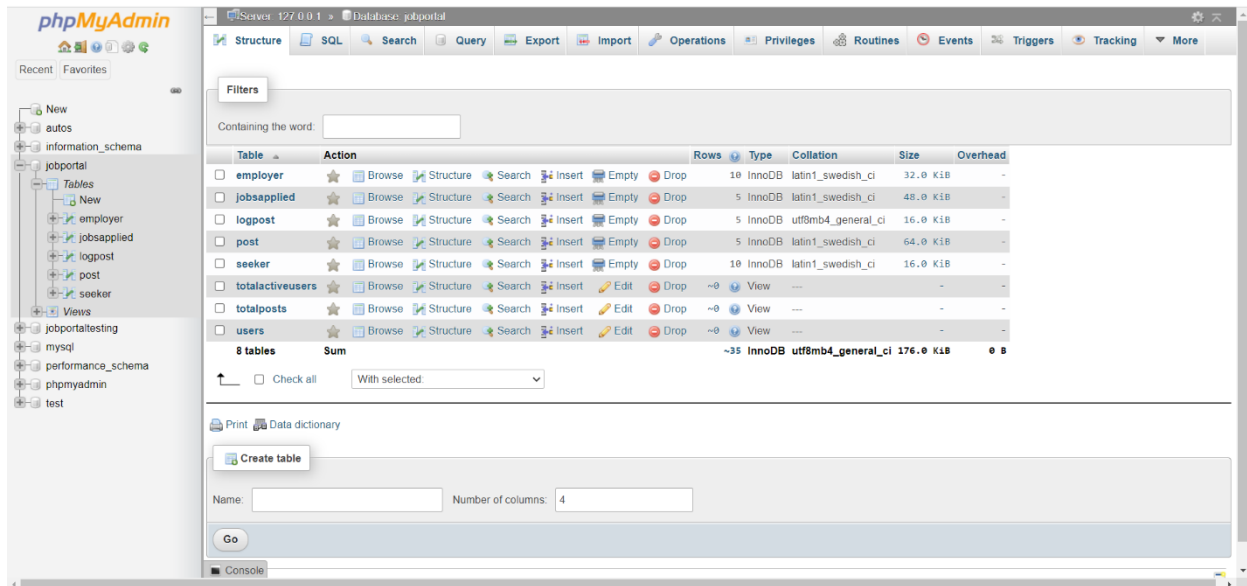 phpMyAdmin
Recent Favorites
New
autos
information_schema
jobportal
Tables
New
employer
jobsapplied
logpost
post
seeker
Views
jobportaltesting
mysql
performance_schema
phpmyadmin
test
Server: 127.0.0.1 » Database: jobportal
Structure SQL Search Query Export Import Operations Privileges Routines Events Triggers Tracking More
Filters
Containing the word:
Table Action Rows Type Collation Size Overhead
employer Browse Structure Search Insert Empty Drop 10 InnoDB latin1_swedish_ci 32.0 KiB -
jobsapplied Browse Structure Search Insert Empty Drop 5 InnoDB latin1_swedish_ci 48.0 KiB -
logpost Browse Structure Search Insert Empty Drop 5 InnoDB utf8mb4_general_ci 16.0 KiB -
post Browse Structure Search Insert Empty Drop 5 InnoDB latin1_swedish_ci 64.0 KiB -
seeker Browse Structure Search Insert Empty Drop 10 InnoDB latin1_swedish_ci 16.0 KiB -
totalactiveusers Browse Structure Search Insert Edit Drop ~0 View --- - -
totalposts Browse Structure Search Insert Edit Drop ~0 View --- - -
users Browse Structure Search Insert Edit Drop ~0 View --- - -
8 tables Sum ~35 InnoDB utf8mb4_general_ci 176.0 KiB 0 B
Check all With selected:
Print Data dictionary
Create table
Name: Number of columns: 4
Go
Console